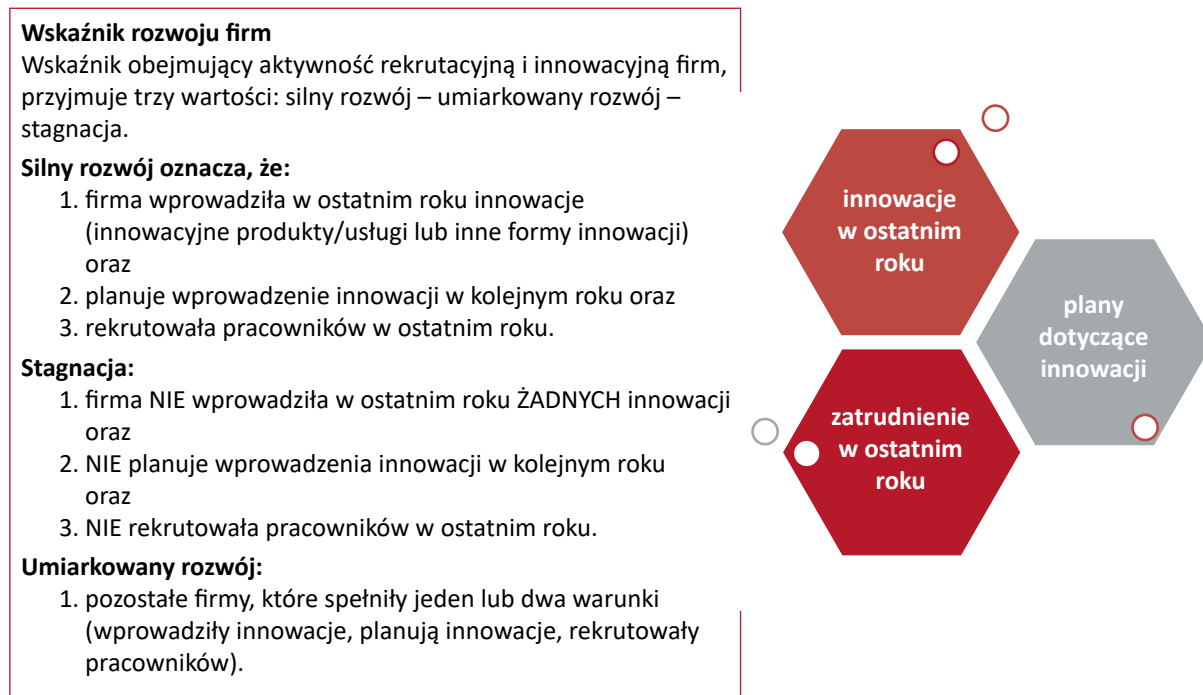 Wskaźnik rozwoju firm
Wskaźnik obejmujący aktywność rekrutacyjną i innowacyjną firm,
przyjmuje trzy wartości: silny rozwój – umiarkowany rozwój –
stagnacja.
Silny rozwój oznacza, że:
1. firma wprowadziła w ostatnim roku innowacje
(innowacyjne produkty/usługi lub inne formy innowacji)
oraz
2. planuje wprowadzenie innowacji w kolejnym roku oraz
3. rekrutowała pracowników w ostatnim roku.
Stagnacja:
1. firma NIE wprowadziła w ostatnim roku ŻADNYCH innowacji
oraz
2. NIE planuje wprowadzenia innowacji w kolejnym roku
oraz
3. NIE rekrutowała pracowników w ostatnim roku.
Umiarkowany rozwój:
1. pozostałe firmy, które spełniły jeden lub dwa warunki
(wprowadziły innowacje, planują innowacje, rekrutowały
pracowników).
innowacje
w ostatnim
roku
plany
dotyczące
innowacji
zatrudnienie
w ostatnim
roku